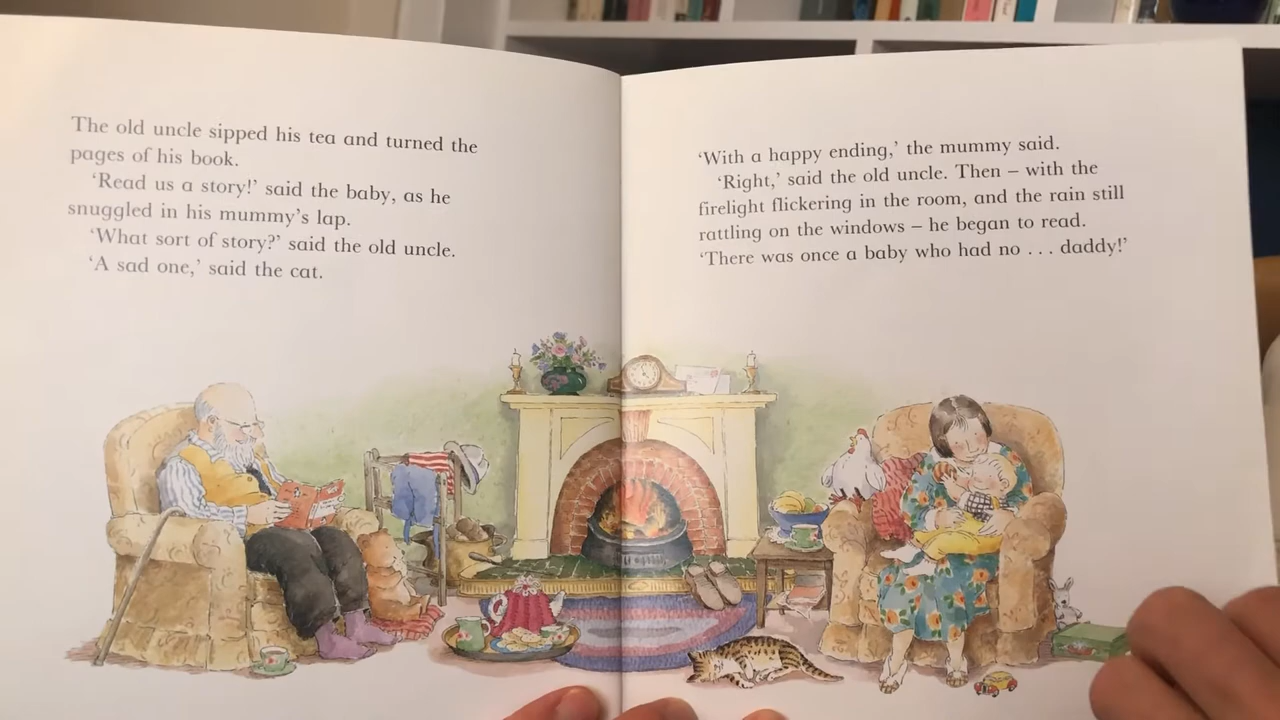 The old uncle sipped his tea and turned the
pages of his book.
‘Read us a story!’ said the baby, as he
snuggled in his mummy’s lap.
‘What sort of story?’ said the old uncle.
‘A sad one,’ said the cat.
‘With a happy ending,’ the mummy said.
‘Right,’ said the old uncle. Then – with the
firelight flickering in the room, and the rain still
rattling on the windows – he began to read.
‘There was once a baby who had no . . . daddy!’